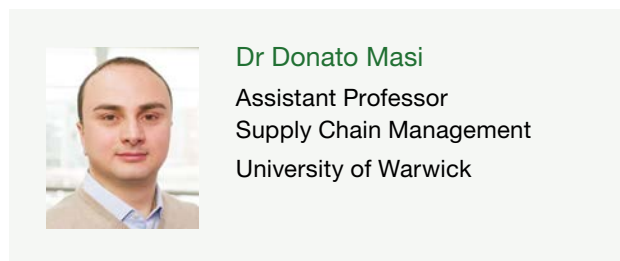 Dr Donato Masi
Assistant Professor
Supply Chain Management
University of Warwick